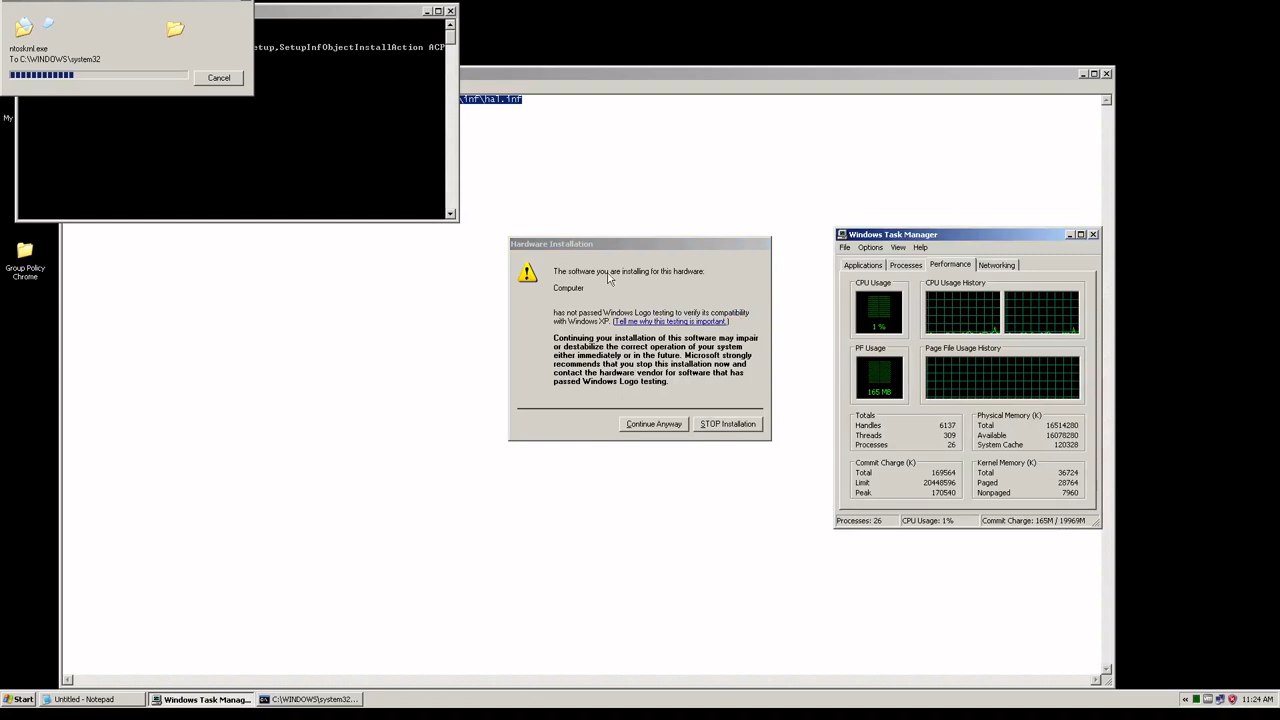 ntoskrnl.exe
To C:\WINDOWS\system32
Cancel
etup,SetupInfObjectInstallAction ACP
\inf\hal.inf
My
Group Policy
Chrome
Hardware Installation
The software you are installing for this hardware:
Computer
has not passed Windows Logo testing to verify its compatibility
with Windows XP. (Tell me why this testing is important.)
Continuing your installation of this software may impair
or destabilize the correct operation of your system
either immediately or in the future. Microsoft strongly
recommends that you stop this installation now and
contact the hardware vendor for software that has
passed Windows Logo testing.
Continue Anyway
STOP Installation
Windows Task Manager
File Options View Help
Applications Processes Performance Networking
CPU Usage
CPU Usage History
1 %
PF Usage
Page File Usage History
165 MB
Totals
Handles 6137
Threads 309
Processes 26
Physical Memory (K)
Total 16514280
Available 16078280
System Cache 120328
Commit Charge (K)
Total 169564
Limit 20448596
Peak 170540
Kernel Memory (K)
Total 36724
Paged 28764
Nonpaged 7960
Processes: 26 CPU Usage: 1% Commit Charge: 165M / 19969M
Start
Untitled - Notepad
Windows Task Manag...
C:\WINDOWS\system32...
11:24 AM